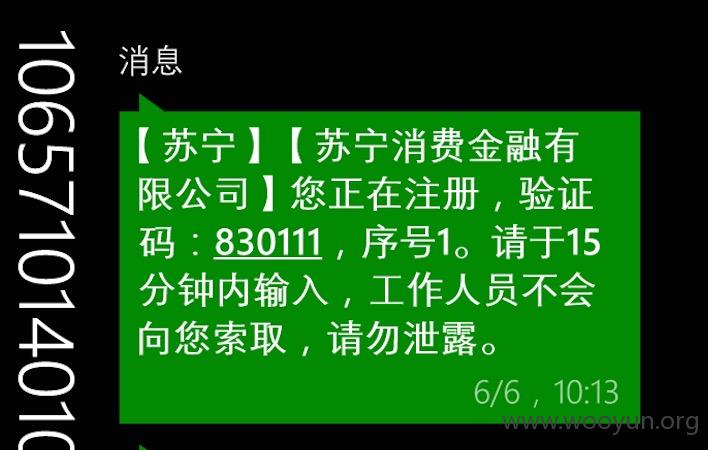 106571014010
消息
【苏宁】【苏宁消费金融有
限公司】您正在注册，验证
码：830111，序号1。请于15
分钟内输入，工作人员不会
向您索取，请勿泄露。
6/6，10:13
www.wooyun.org